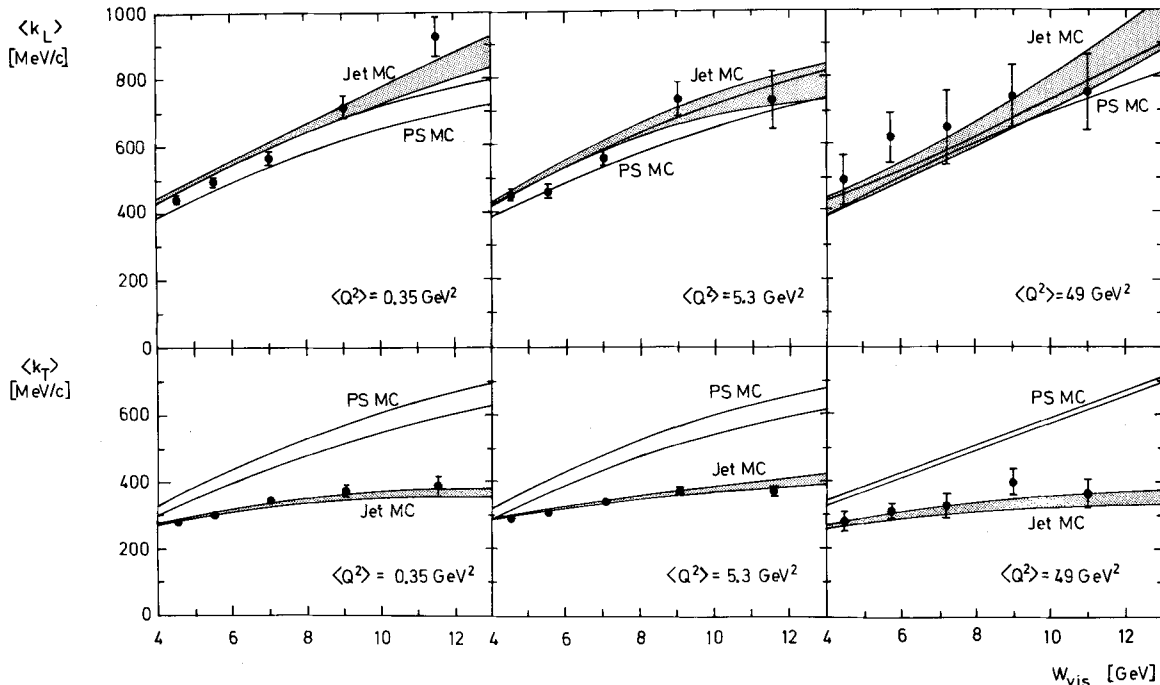 ⟨k_L⟩
[MeV/c]
1000
800
600
400
200
0
Jet MC
PS MC
⟨Q²⟩ = 0.35 GeV²
Jet MC
PS MC
⟨Q²⟩ = 5.3 GeV²
Jet MC
PS MC
⟨Q²⟩ = 49 GeV²
⟨k_T⟩
[MeV/c]
600
400
200
0
PS MC
Jet MC
⟨Q²⟩ = 0.35 GeV²
PS MC
Jet MC
⟨Q²⟩ = 5.3 GeV²
PS MC
Jet MC
⟨Q²⟩ = 49 GeV²
4 6 8 10 12 4 6 8 10 12 4 6 8 10 12
W_vis [GeV]